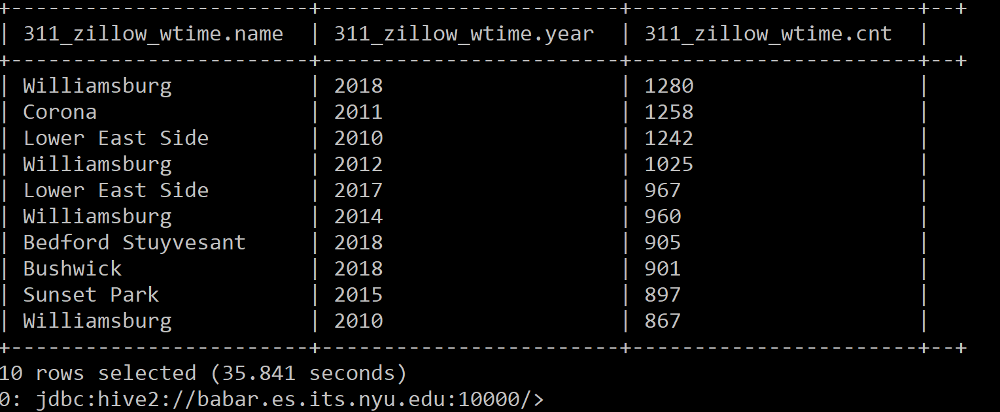 +------------------------+------------------------+-----------------------+--+
| 311_zillow_wtime.name  | 311_zillow_wtime.year  | 311_zillow_wtime.cnt  |
+------------------------+------------------------+-----------------------+--+
| Williamsburg           | 2018                   | 1280                  |
| Corona                 | 2011                   | 1258                  |
| Lower East Side        | 2010                   | 1242                  |
| Williamsburg           | 2012                   | 1025                  |
| Lower East Side        | 2017                   | 967                   |
| Williamsburg           | 2014                   | 960                   |
| Bedford Stuyvesant     | 2018                   | 905                   |
| Bushwick               | 2018                   | 901                   |
| Sunset Park            | 2015                   | 897                   |
| Williamsburg           | 2010                   | 867                   |
+------------------------+------------------------+-----------------------+--+
10 rows selected (35.841 seconds)
0: jdbc:hive2://babar.es.its.nyu.edu:10000/>